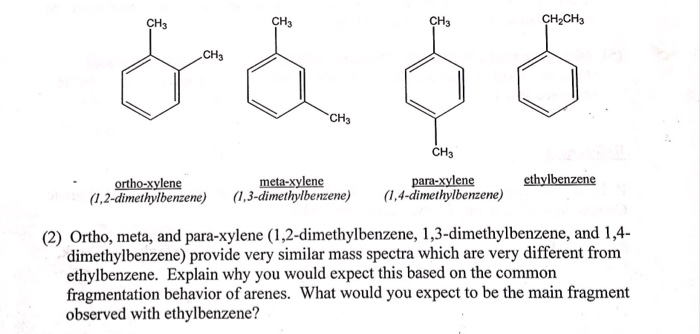 CH₃ CH₃ CH₃ CH₂CH₃
CH₃
CH₃
CH₃
ortho-xylene meta-xylene para-xylene ethylbenzene
(1,2-dimethylbenzene) (1,3-dimethylbenzene) (1,4-dimethylbenzene)
(2) Ortho, meta, and para-xylene (1,2-dimethylbenzene, 1,3-dimethylbenzene, and 1,4-
dimethylbenzene) provide very similar mass spectra which are very different from
ethylbenzene. Explain why you would expect this based on the common
fragmentation behavior of arenes. What would you expect to be the main fragment
observed with ethylbenzene?